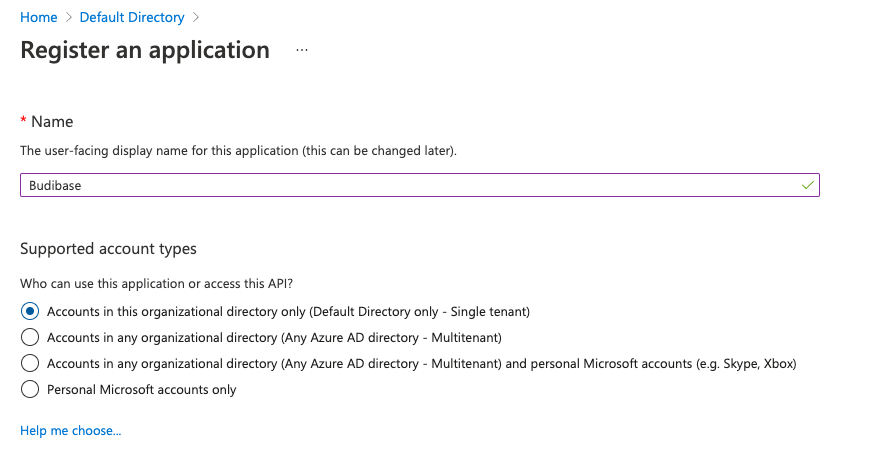 Home > Default Directory >
Register an application ...
* Name
The user-facing display name for this application (this can be changed later).
Budibase
Supported account types
Who can use this application or access this API?
Accounts in this organizational directory only (Default Directory only - Single tenant)
Accounts in any organizational directory (Any Azure AD directory - Multitenant)
Accounts in any organizational directory (Any Azure AD directory - Multitenant) and personal Microsoft accounts (e.g. Skype, Xbox)
Personal Microsoft accounts only
Help me choose...